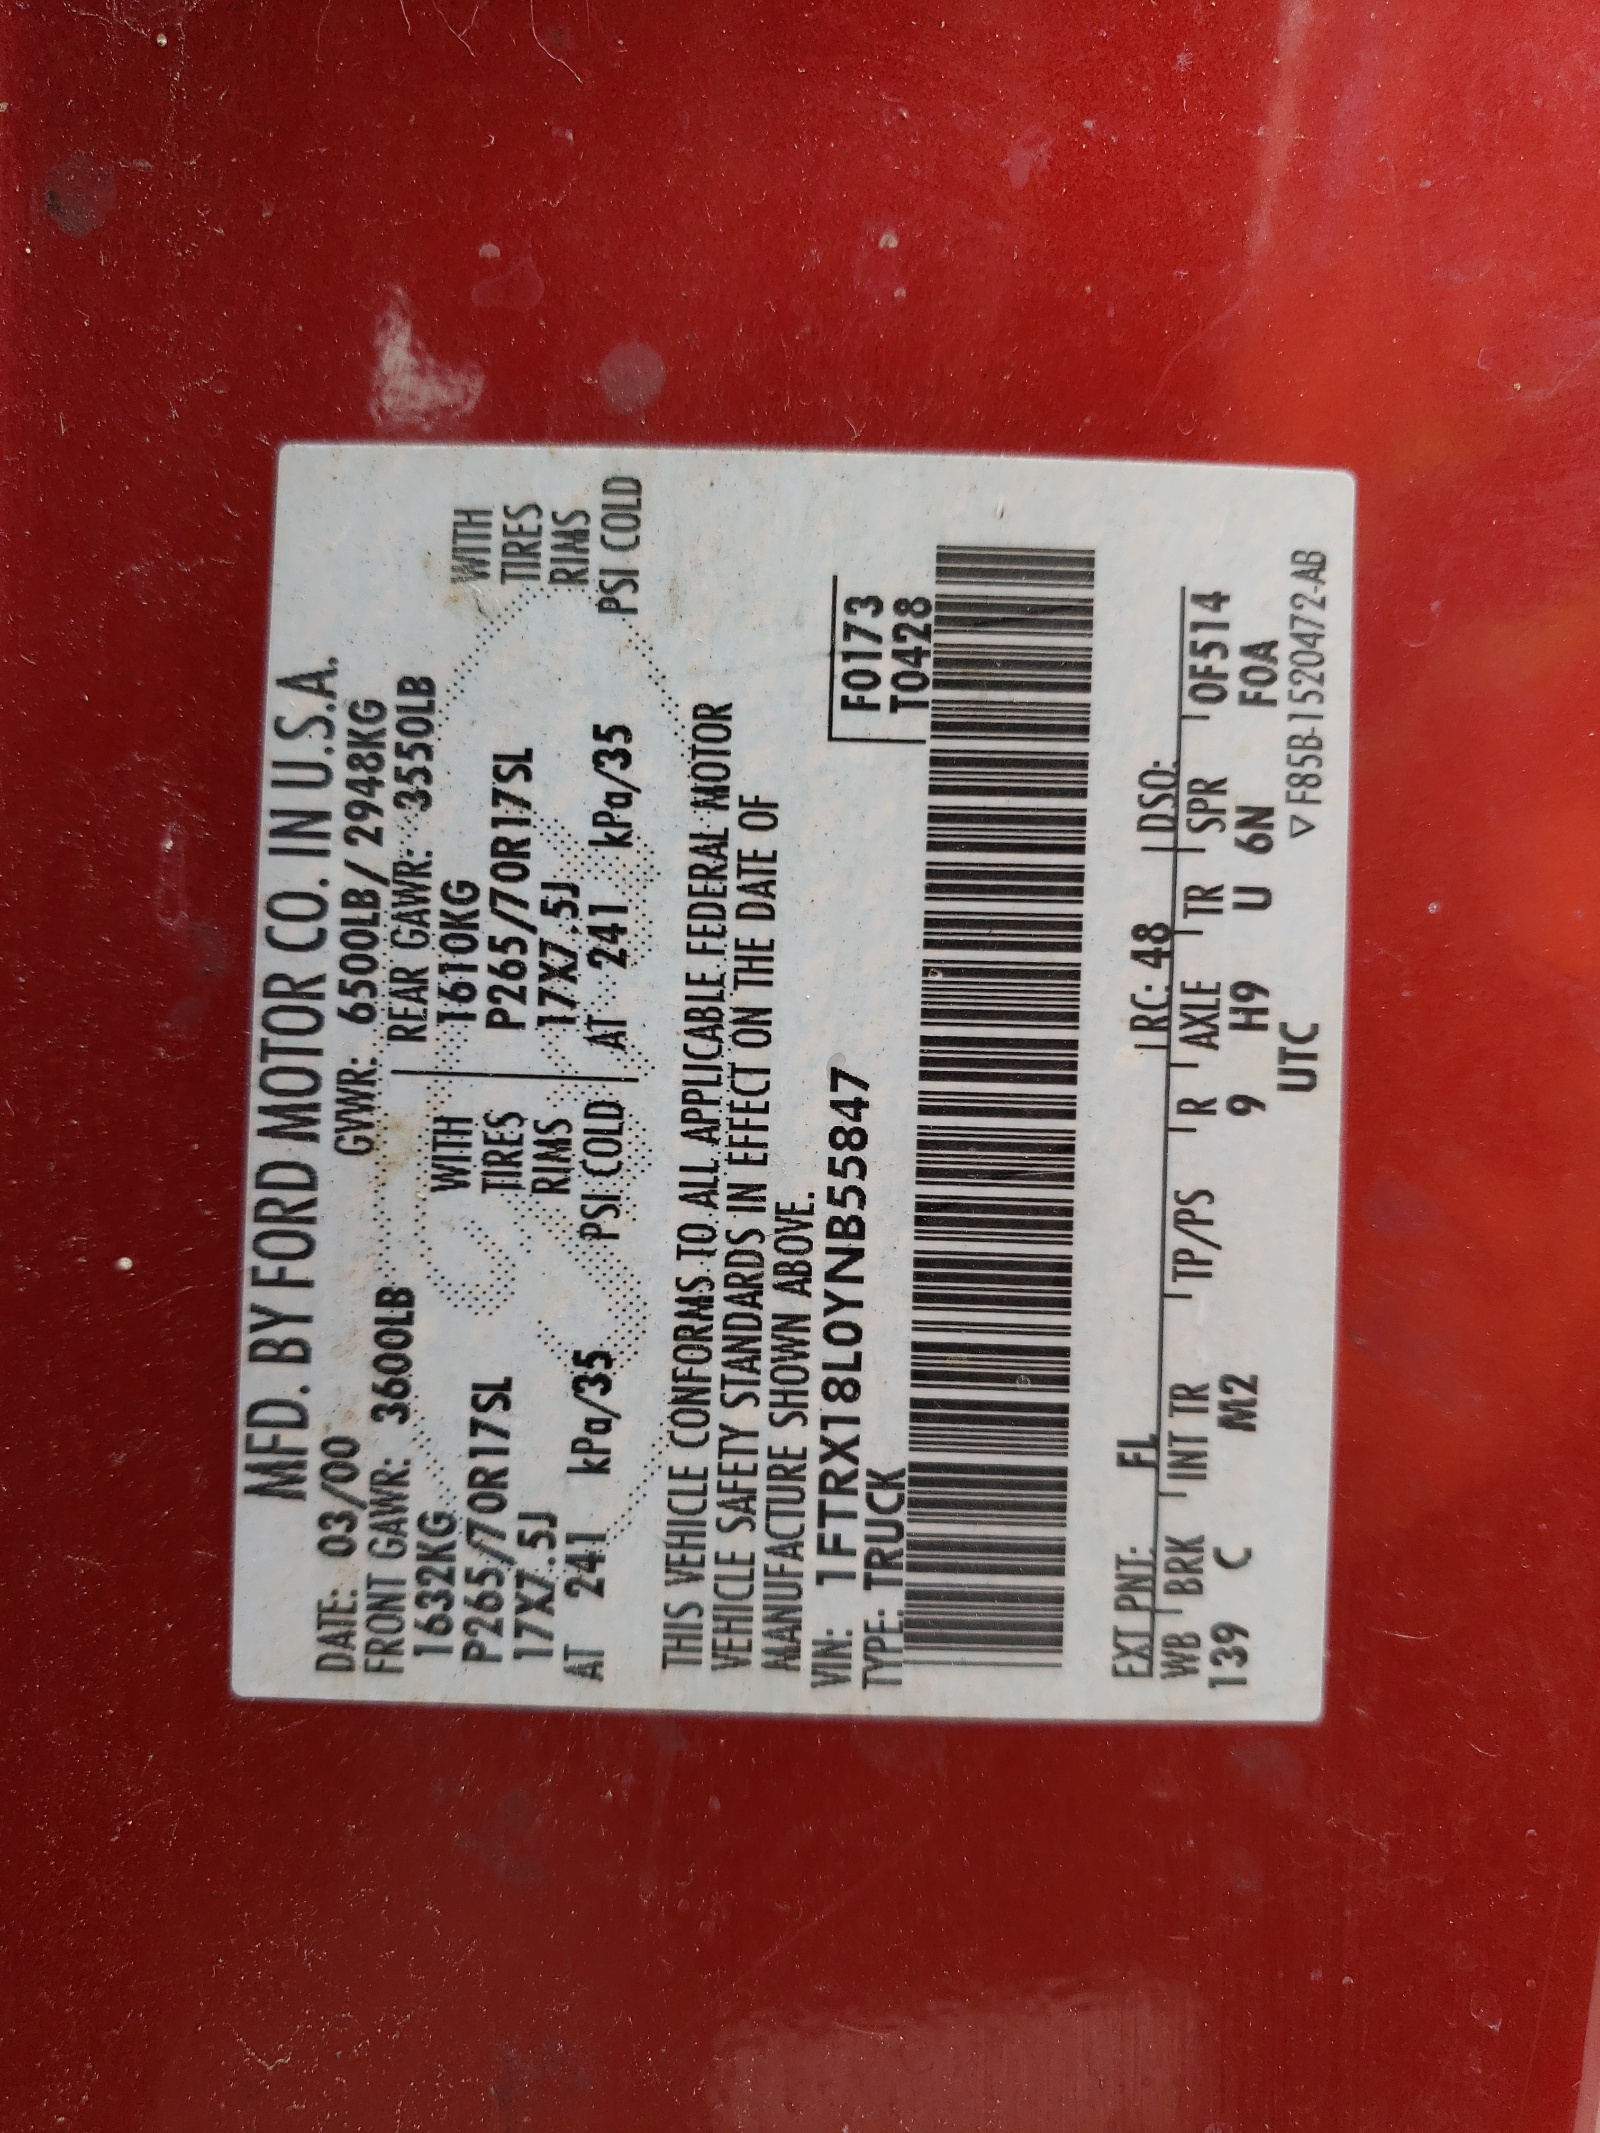 MFD. BY FORD MOTOR CO. IN U.S.A.
DATE: 03/00 GVWR: 6500LB/ 2948KG
FRONT GAWR: 3600LB REAR GAWR: 3550LB
1632KG WITH 1610KG WITH
P265/70R17SL TIRES P265/70R17SL TIRES
17X7.5J RIMS 17X7.5J RIMS
AT 241 kPa/35 PSI COLD AT 241 kPa/35 PSI COLD
THIS VEHICLE CONFORMS TO ALL APPLICABLE FEDERAL MOTOR
VEHICLE SAFETY STANDARDS IN EFFECT ON THE DATE OF
MANUFACTURE SHOWN ABOVE.
VIN: 1FTRX18L0YNB55847 F0173
TYPE: TRUCK T0428
EXT PNT: FL RC: 48 DSO:
WB BRK INT TR TP/PS R AXLE TR SPR 0F514
139 C M2 9 H9 U 6N F0A
UTC ▽F85B-1520472-AB